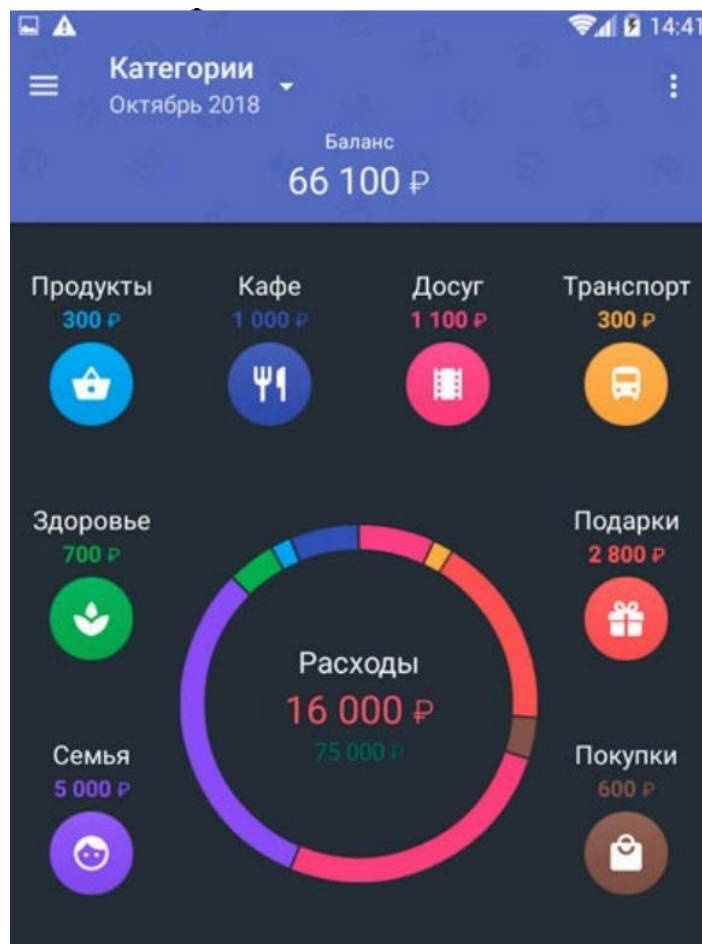 14:41
Категории
Октябрь 2018
Баланс
66 100 ₽
Продукты
300 ₽
Кафе
1 000 ₽
Досуг
1 100 ₽
Транспорт
300 ₽
Здоровье
700 ₽
Подарки
2 800 ₽
Расходы
16 000 ₽
75 000 ₽
Семья
5 000 ₽
Покупки
600 ₽